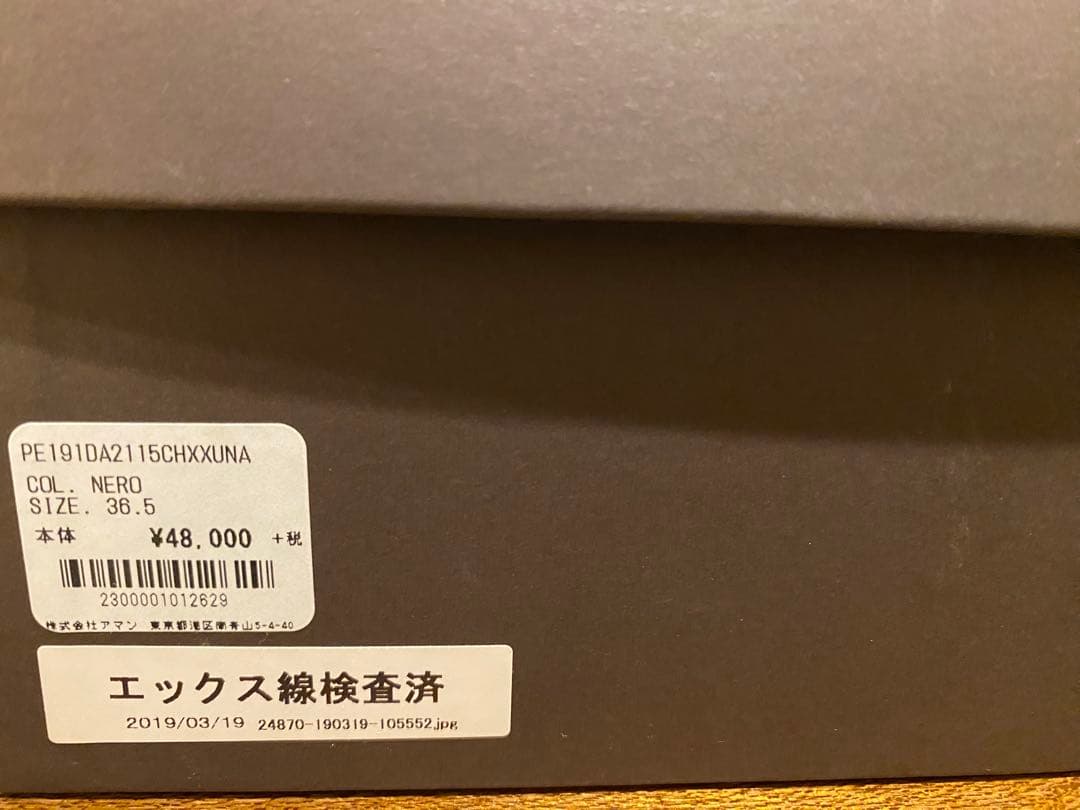 PE191DA2115CHXXUNA
COL. NERO
SIZE. 36.5
本体 ¥48,000 +税
2300001012629
株式会社アマン 東京都港区南青山5-4-40
エックス線検査済
2019/03/19 24870-190319-105552.jpg